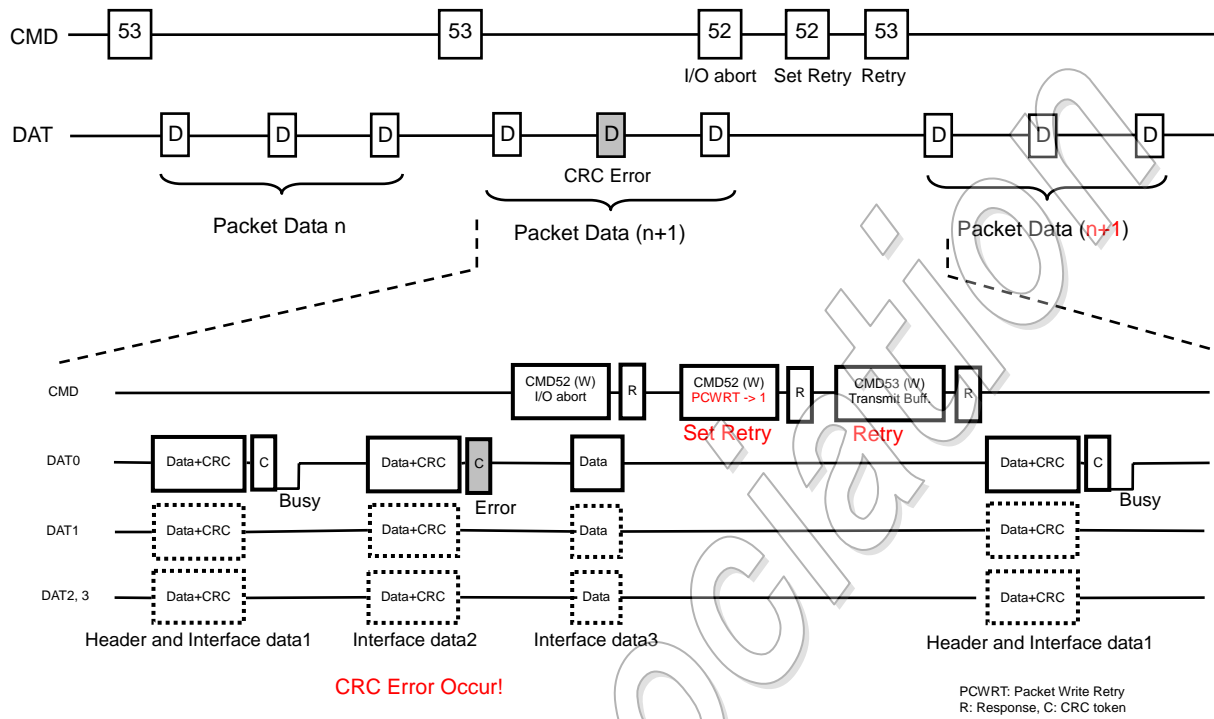 CMD 53 53 52 52 53
I/O abort Set Retry Retry
DAT D D D D D D D D D
CRC Error
Packet Data n Packet Data (n+1) Packet Data (n+1)
CMD CMD52 (W) I/O abort R CMD52 (W) PCWRT -> 1 R CMD53 (W) Transmit Buff. R
Set Retry Retry
DAT0 Data+CRC C Data+CRC C Data Data+CRC C
Busy Error Busy
DAT1 Data+CRC Data+CRC Data Data+CRC
DAT2, 3 Data+CRC Data+CRC Data Data+CRC
Header and Interface data1 Interface data2 Interface data3 Header and Interface data1
CRC Error Occur!
PCWRT: Packet Write Retry
R: Response, C: CRC token
ociation